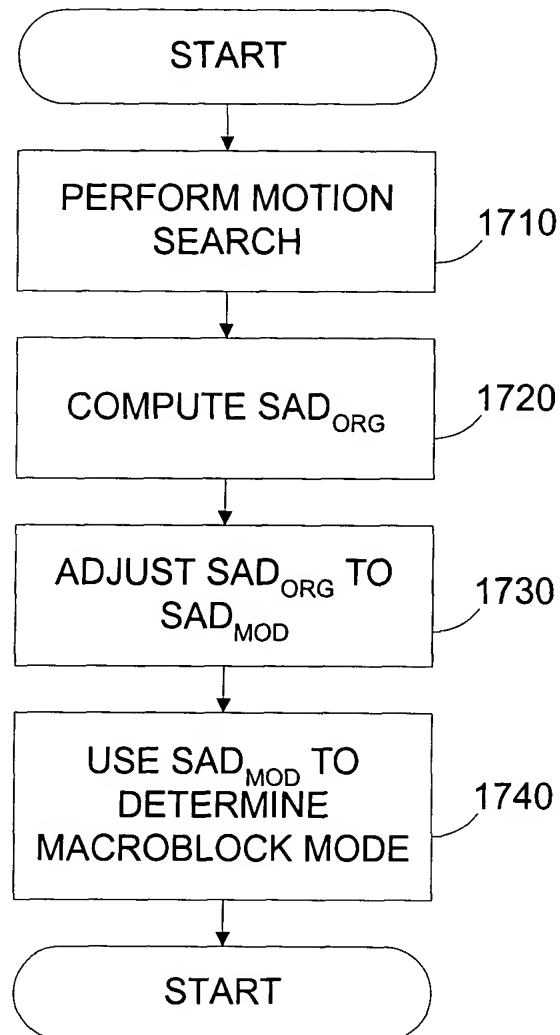 START
PERFORM MOTION
SEARCH
1710
COMPUTE SAD_ORG
1720
ADJUST SAD_ORG TO
SAD_MOD
1730
USE SAD_MOD TO
DETERMINE
MACROBLOCK MODE
1740
START